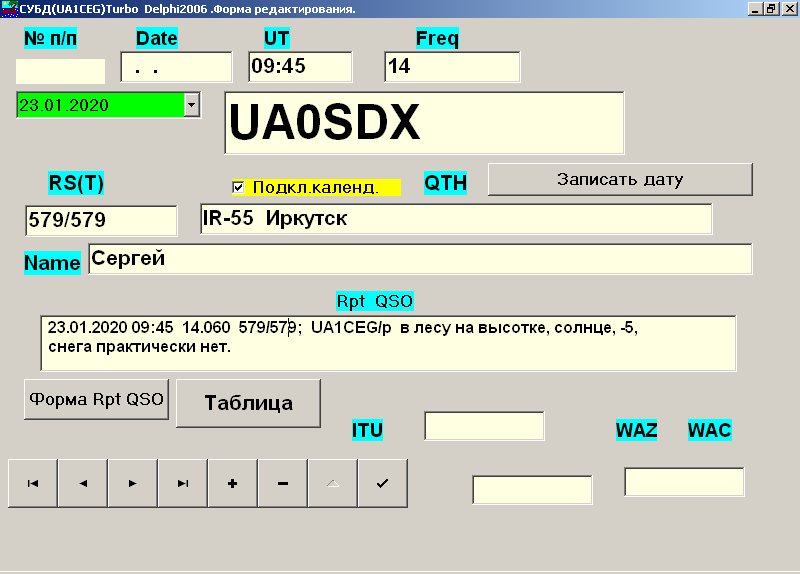 СУБД(UA1CEG)Turbo Delphi2006 .Форма редактирования.
№ п/п Date UT Freq
. . 09:45 14
23.01.2020
UA0SDX
RS(T) Подкл.календ. QTH Записать дату
579/579 IR-55 Иркутск
Name Сергей
Rpt QSO
23.01.2020 09:45 14.060 579/579; UA1CEG/p в лесу на высотке, солнце, -5,
снега практически нет.
Форма Rpt QSO Таблица
ITU WAZ WAC